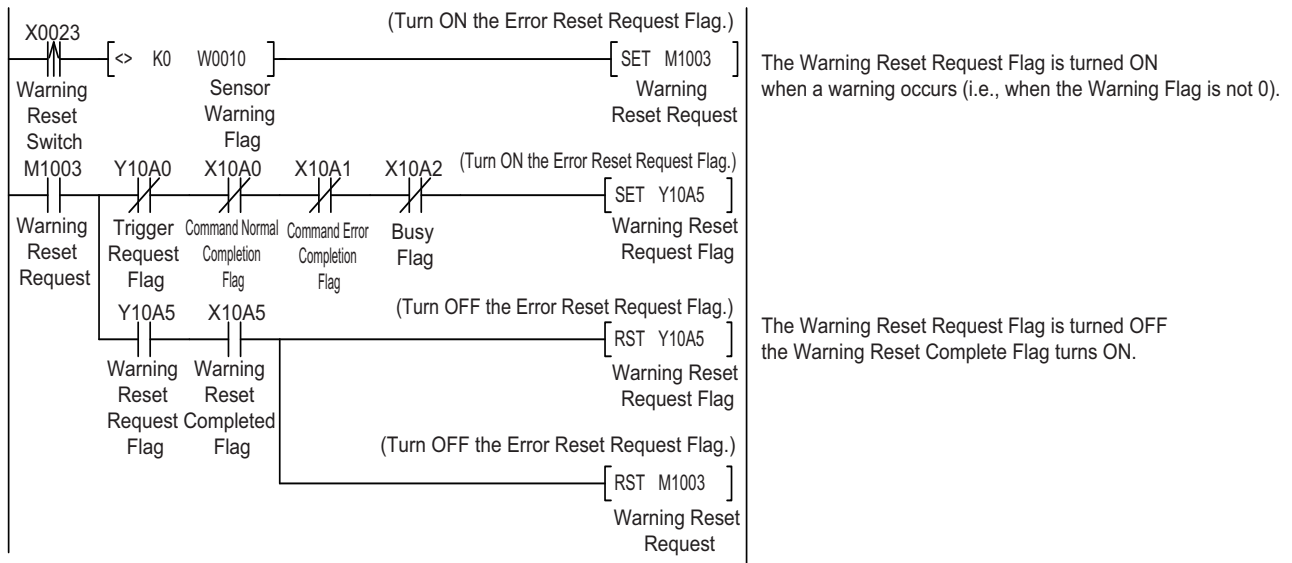 (Turn ON the Error Reset Request Flag.)
X0023
<> K0 W0010
SET M1003
Warning
Reset
Switch
Sensor
Warning
Flag
Warning
Reset Request
The Warning Reset Request Flag is turned ON
when a warning occurs (i.e., when the Warning Flag is not 0).
(Turn ON the Error Reset Request Flag.)
M1003 Y10A0 X10A0 X10A1 X10A2
SET Y10A5
Warning
Reset
Request
Trigger
Request
Flag
Command Normal
Completion
Flag
Command Error
Completion
Flag
Busy
Flag
Warning Reset
Request Flag
(Turn OFF the Error Reset Request Flag.)
Y10A5 X10A5
RST Y10A5
Warning
Reset
Request
Flag
Warning
Reset
Completed
Flag
Warning Reset
Request Flag
The Warning Reset Request Flag is turned OFF
the Warning Reset Complete Flag turns ON.
(Turn OFF the Error Reset Request Flag.)
RST M1003
Warning Reset
Request